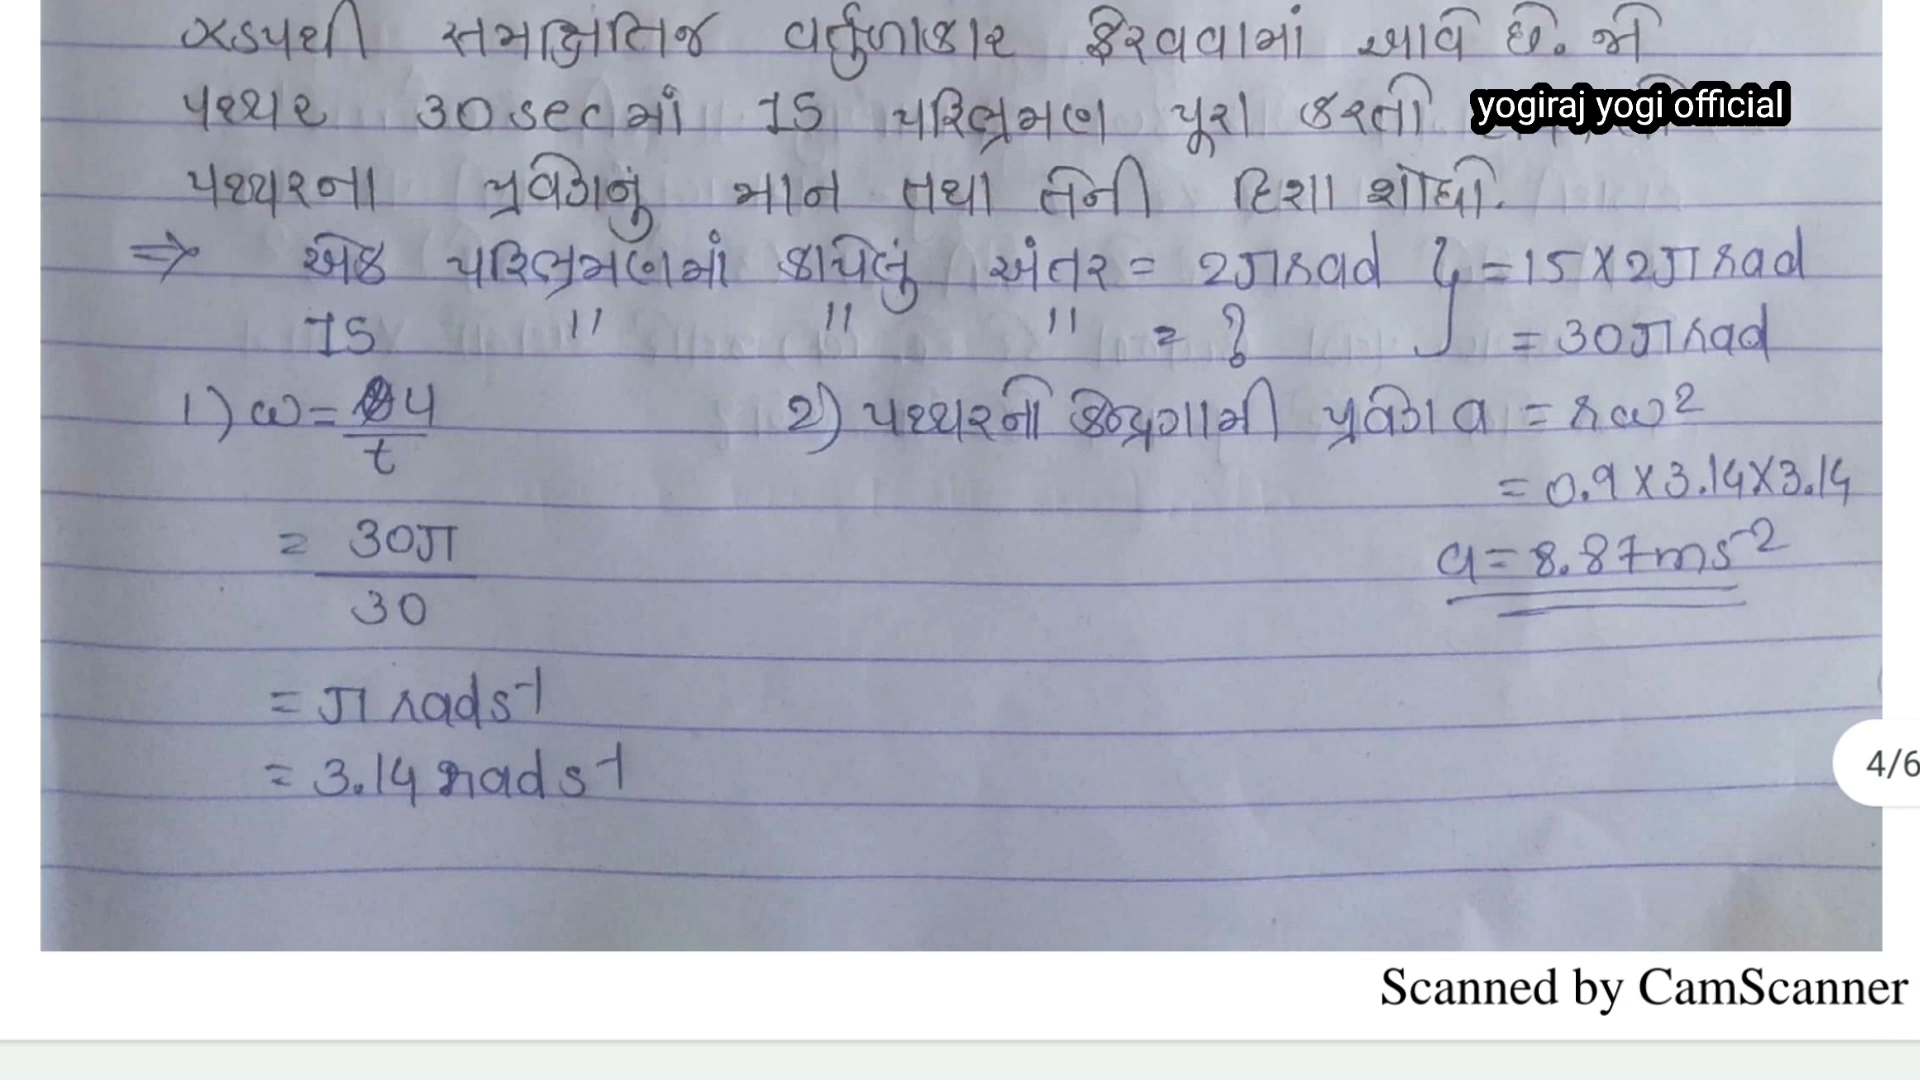 ઝડપથી સમક્ષિતિજ વર્તુળાકાર ફેરવવામાં આવે છે. જો
પથ્થર 30 sec માં 15 પરિભ્રમણ પૂરા કરતો
yogiraj yogi official
પથ્થરના પ્રવેગનું માન તથા તેની દિશા શોધો.
⇒ એક પરિભ્રમણમાં કાપેલું અંતર = 2π rad } = 15 × 2π rad
15 " " " = ? = 30π rad
1) ω = 4/t
2) પથ્થરનો કેન્દ્રગામી પ્રવેગ a = rω²
= 0.9 × 3.14 × 3.14
= 30π/30
a = 8.87 ms⁻²
= π rad s⁻¹
= 3.14 rad s⁻¹
4/6
Scanned by CamScanner